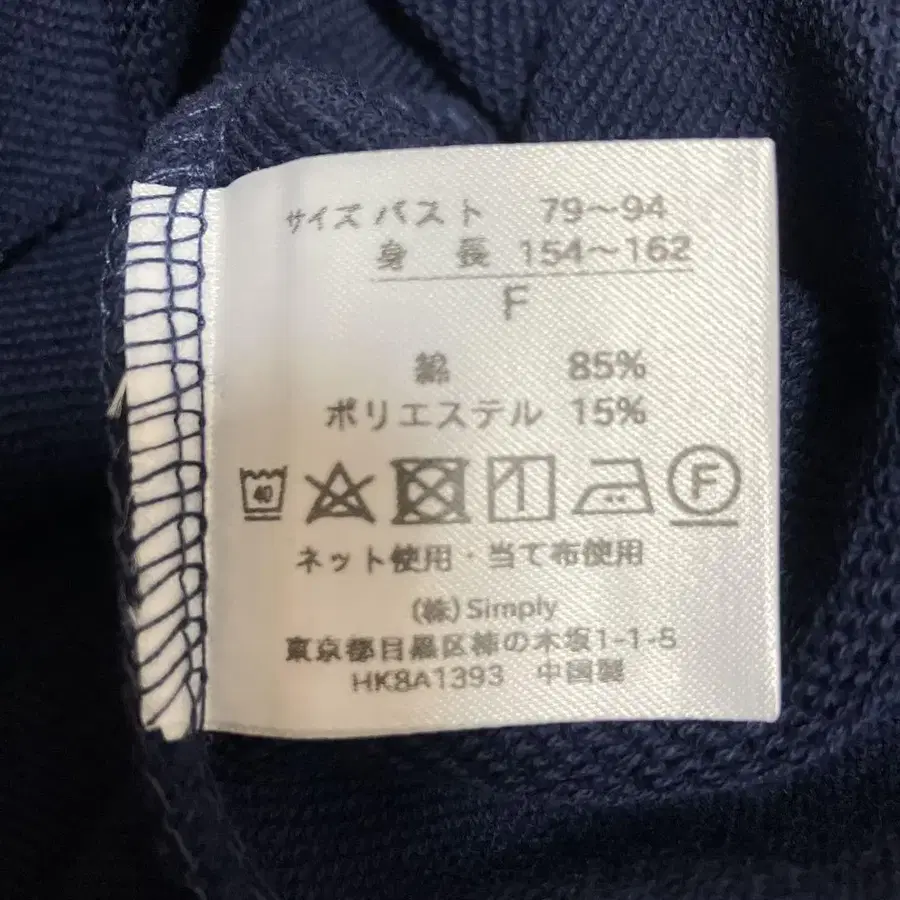 サイズ バスト 79〜94
身長 154〜162
F
綿 85%
ポリエステル 15%
40 F
ネット使用・当て布使用
(株)Simply
東京都目黒区柿の木坂1-1-8
HK8A1393 中国製